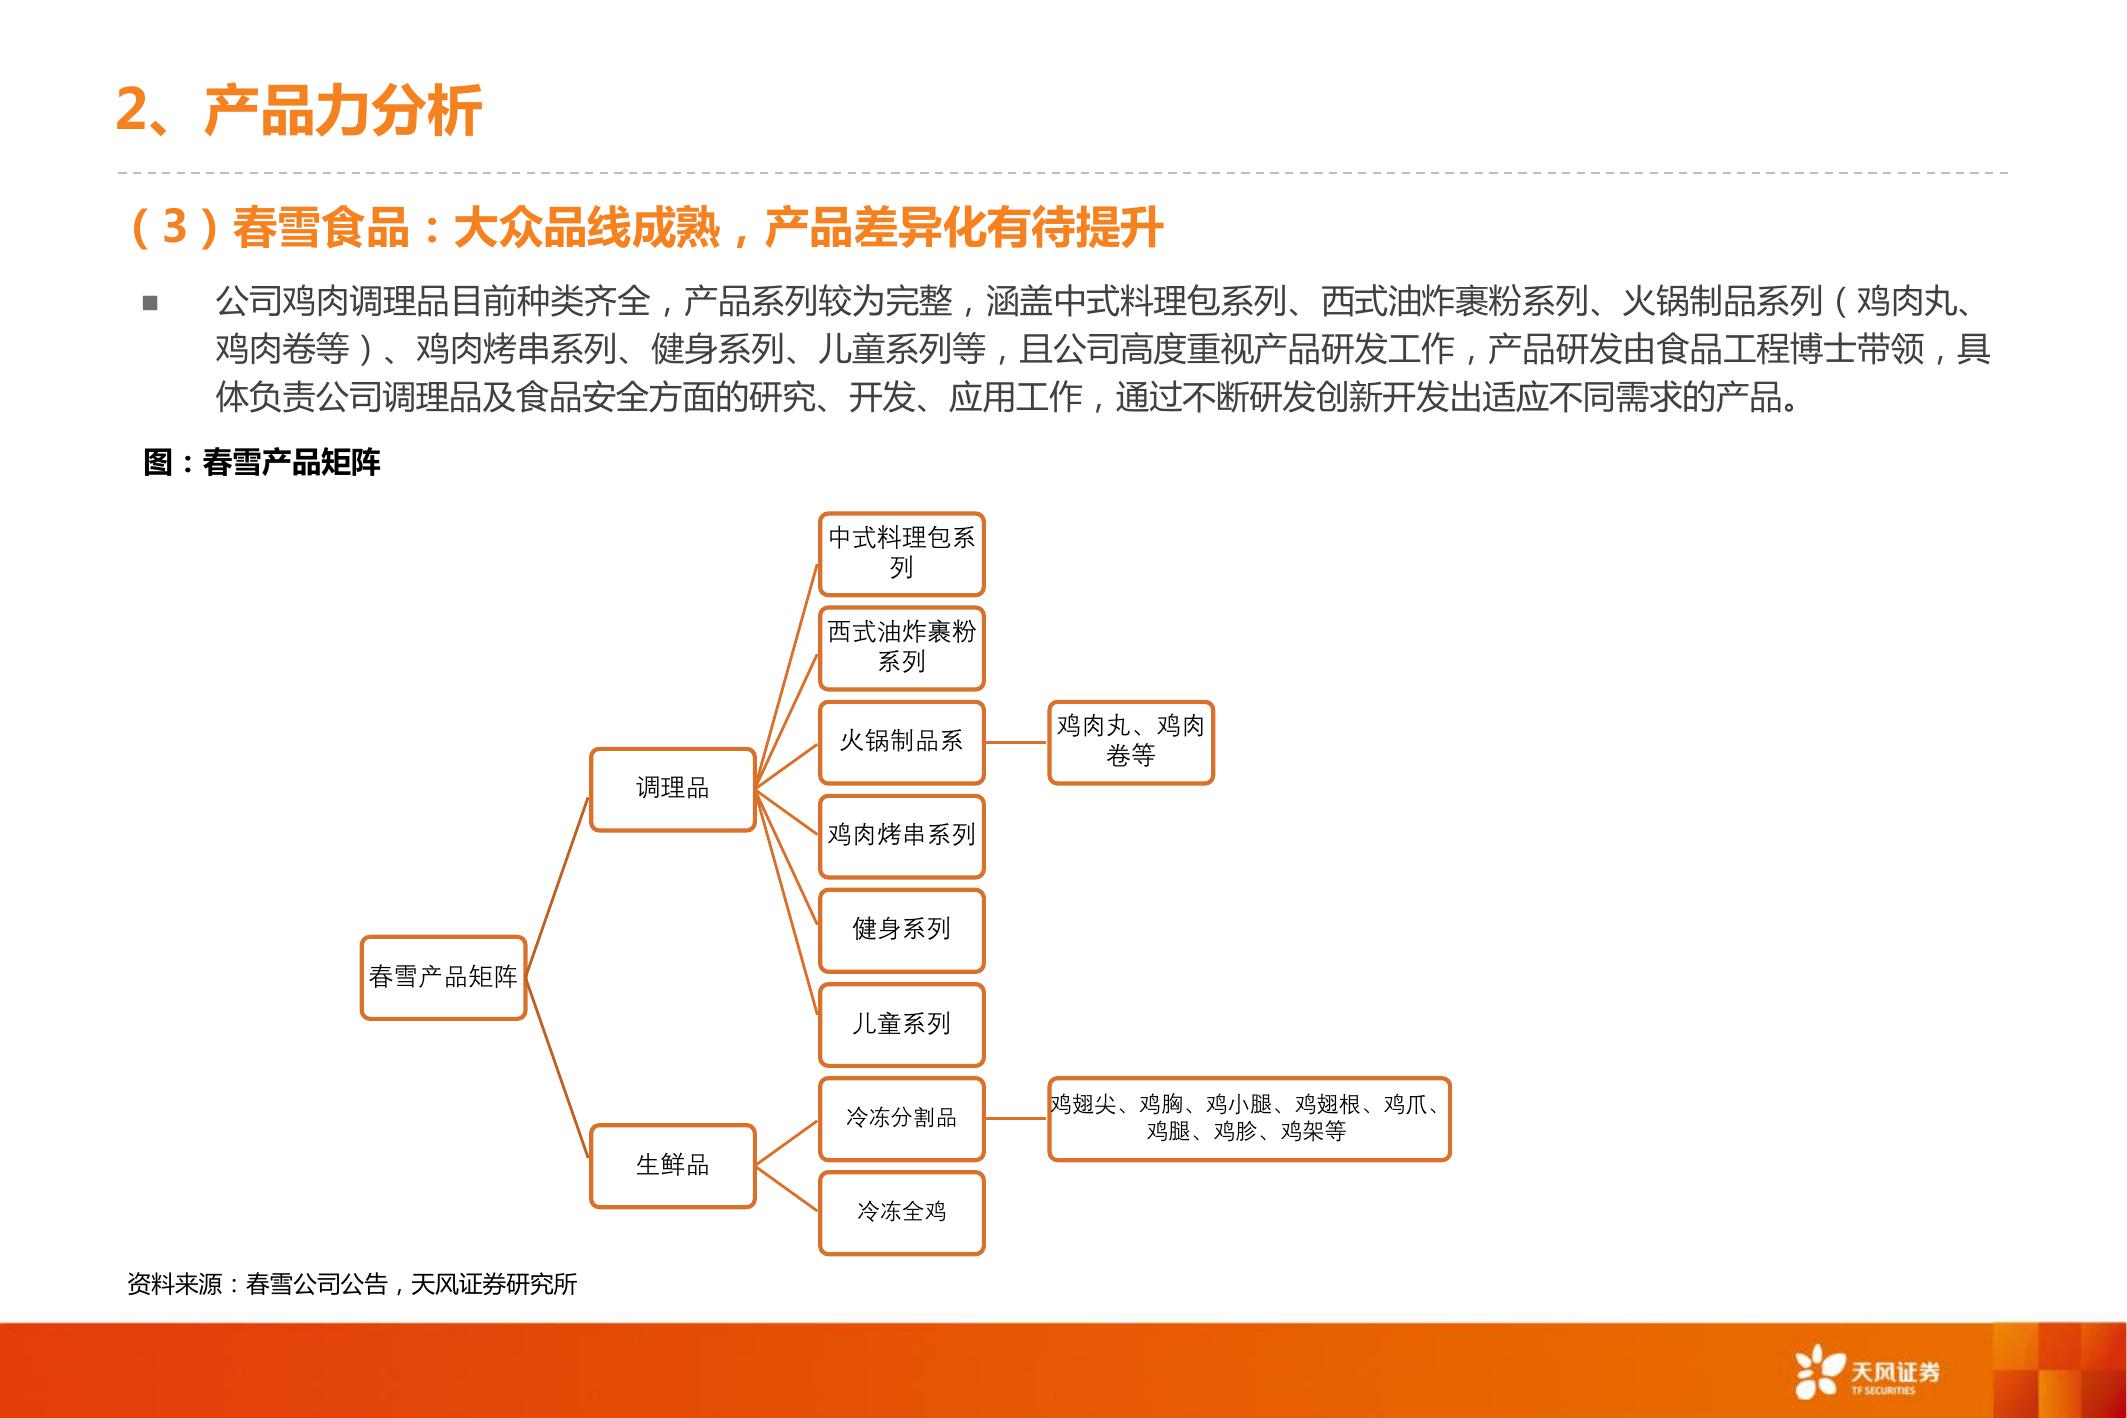 2、产品力分析
（3）春雪食品：大众品线成熟，产品差异化有待提升
■ 公司鸡肉调理品目前种类齐全，产品系列较为完整，涵盖中式料理包系列、西式油炸裹粉系列、火锅制品系列（鸡肉丸、
鸡肉卷等）、鸡肉烤串系列、健身系列、儿童系列等，且公司高度重视产品研发工作，产品研发由食品工程博士带领，具
体负责公司调理品及食品安全方面的研究、开发、应用工作，通过不断研发创新开发出适应不同需求的产品。
图：春雪产品矩阵
春雪产品矩阵
调理品
中式料理包系
列
西式油炸裹粉
系列
火锅制品系
鸡肉丸、鸡肉
卷等
鸡肉烤串系列
健身系列
儿童系列
生鲜品
冷冻分割品
鸡翅尖、鸡胸、鸡小腿、鸡翅根、鸡爪、
鸡腿、鸡胗、鸡架等
冷冻全鸡
资料来源：春雪公司公告，天风证券研究所
天风证券
TF SECURITIES